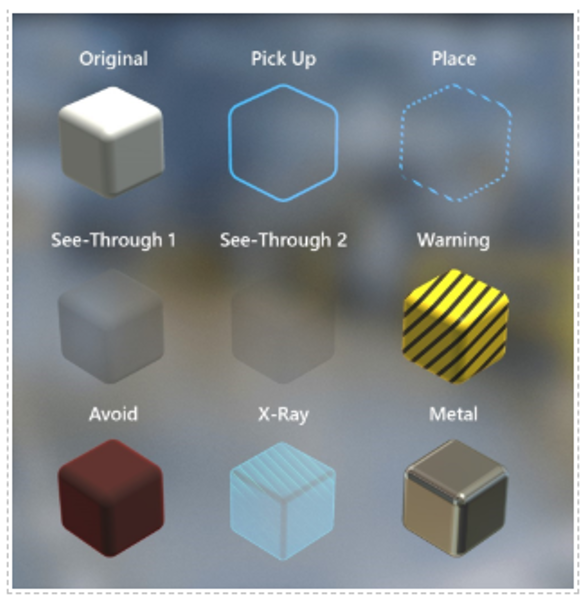 Original Pick Up Place
See-Through 1 See-Through 2 Warning
Avoid X-Ray Metal